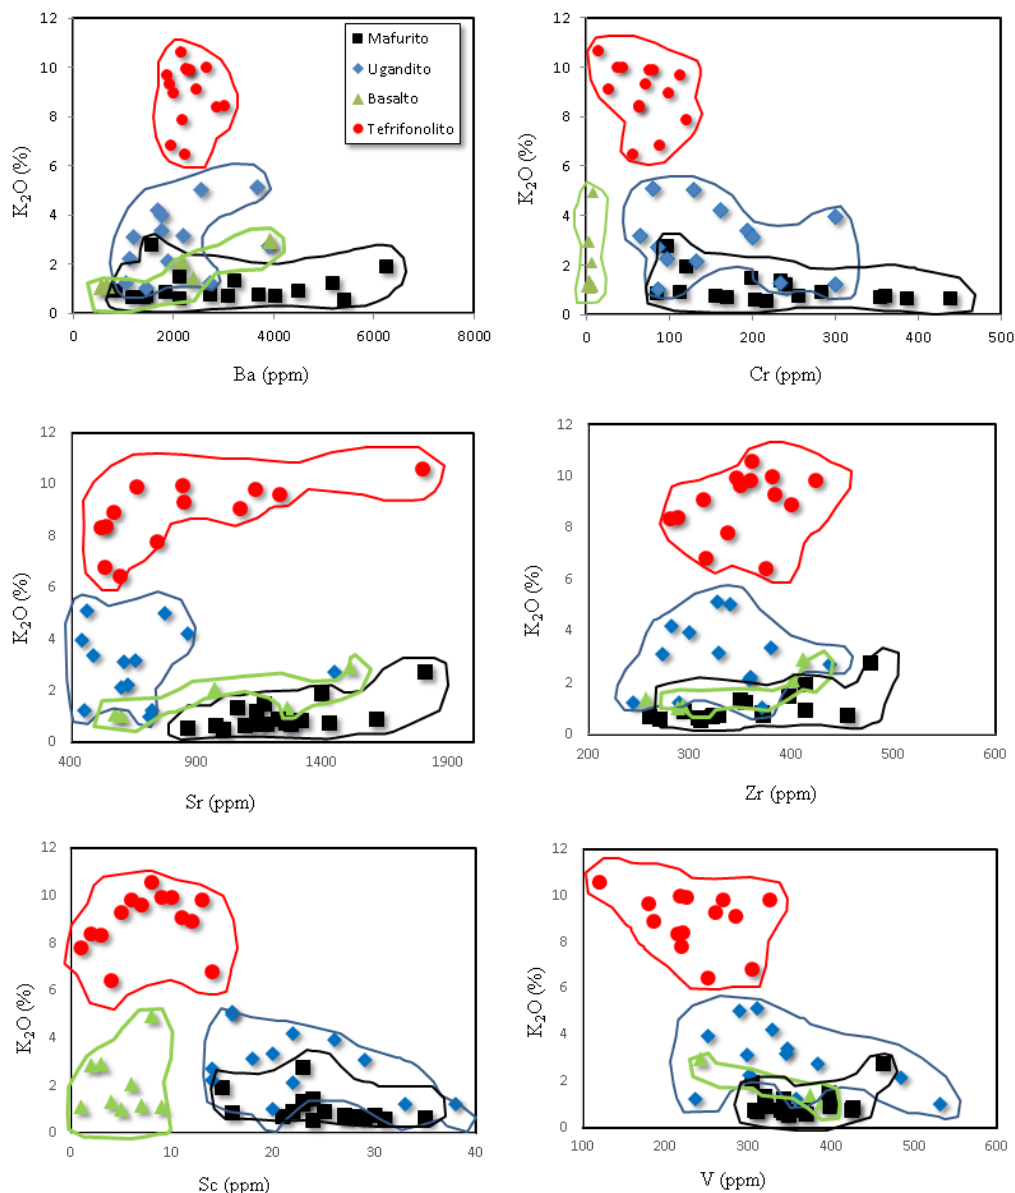 12
10
8
6
4
2
0
K₂O (%)
0 2000 4000 6000 8000
Ba (ppm)
Mafurito
Ugandito
Basalto
Tefrifonolito
12
10
8
6
4
2
0
K₂O (%)
0 100 200 300 400 500
Cr (ppm)
12
10
8
6
4
2
0
K₂O (%)
400 900 1400 1900
Sr (ppm)
12
10
8
6
4
2
0
K₂O (%)
200 300 400 500 600
Zr (ppm)
12
10
8
6
4
2
0
K₂O (%)
0 10 20 30 40
Sc (ppm)
12
10
8
6
4
2
0
K₂O (%)
100 200 300 400 500 600
V (ppm)